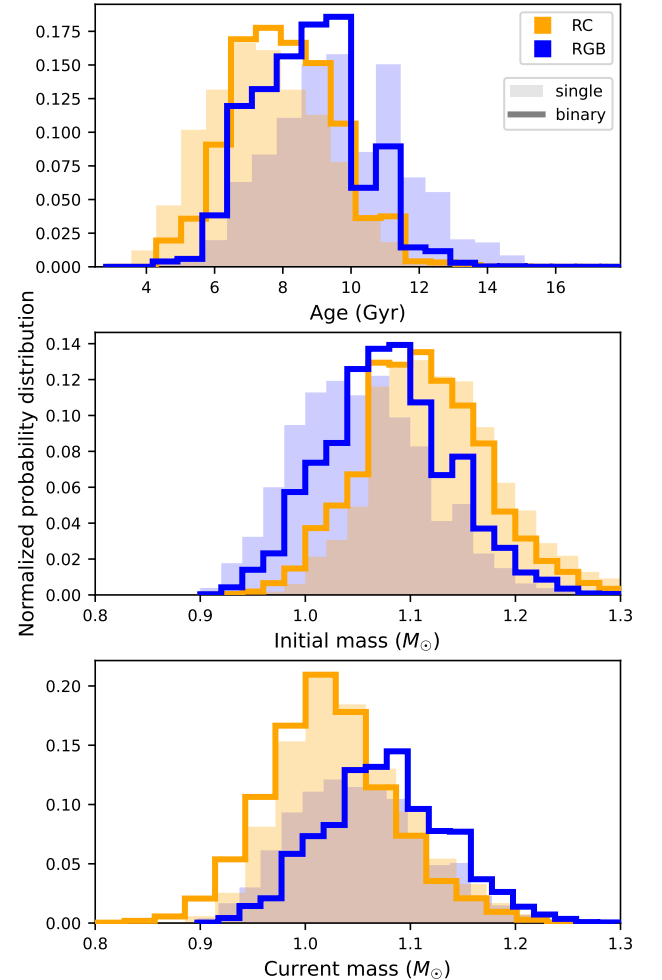 0.175
0.150
0.125
0.100
0.075
0.050
0.025
0.000
RC
RGB
single
binary
4 6 8 10 12 14 16
Age (Gyr)
Normalized probability distribution
0.14
0.12
0.10
0.08
0.06
0.04
0.02
0.00
0.8 0.9 1.0 1.1 1.2 1.3
Initial mass (M☉)
0.20
0.15
0.10
0.05
0.00
0.8 0.9 1.0 1.1 1.2 1.3
Current mass (M☉)